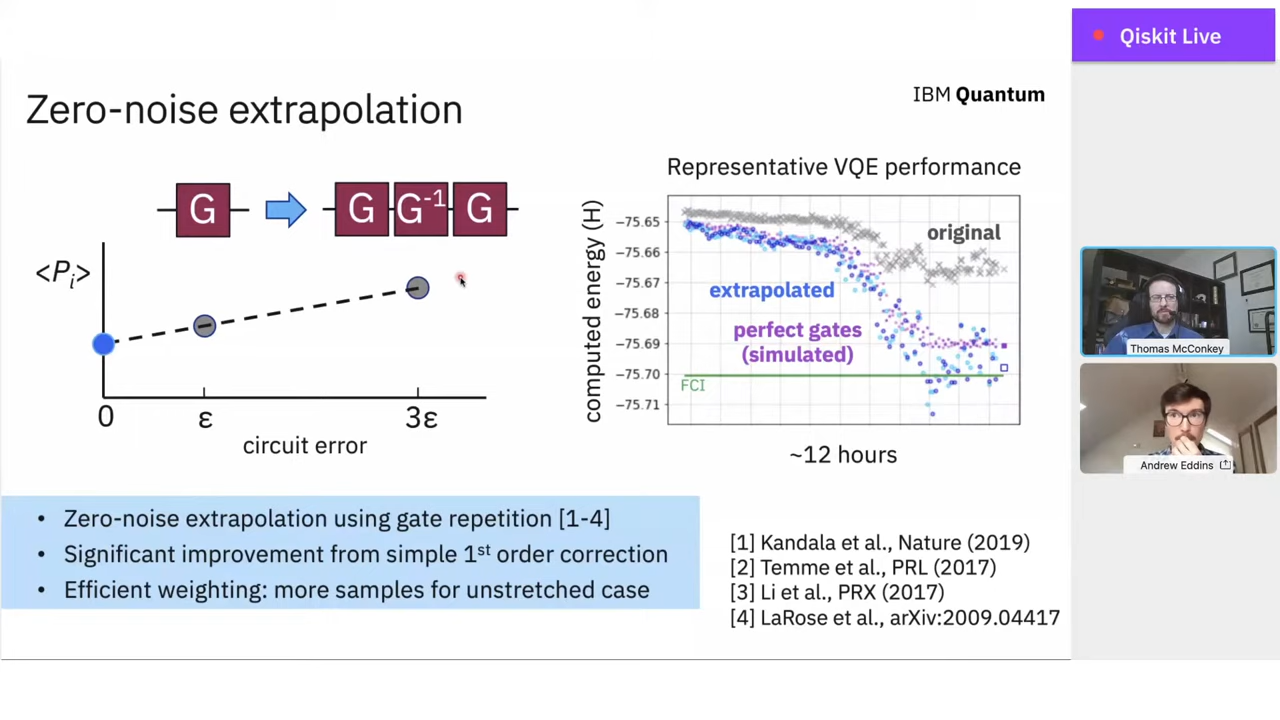 Qiskit Live
Zero-noise extrapolation
IBM Quantum
G
G G⁻¹ G
<Pᵢ>
0 ε 3ε
circuit error
Representative VQE performance
computed energy (H)
−75.65
−75.66
−75.67
−75.68
−75.69
−75.70
−75.71
original
extrapolated
perfect gates
(simulated)
FCI
~12 hours
• Zero-noise extrapolation using gate repetition [1-4]
• Significant improvement from simple 1ˢᵗ order correction
• Efficient weighting: more samples for unstretched case
[1] Kandala et al., Nature (2019)
[2] Temme et al., PRL (2017)
[3] Li et al., PRX (2017)
[4] LaRose et al., arXiv:2009.04417
Thomas McConkey
Andrew Eddins